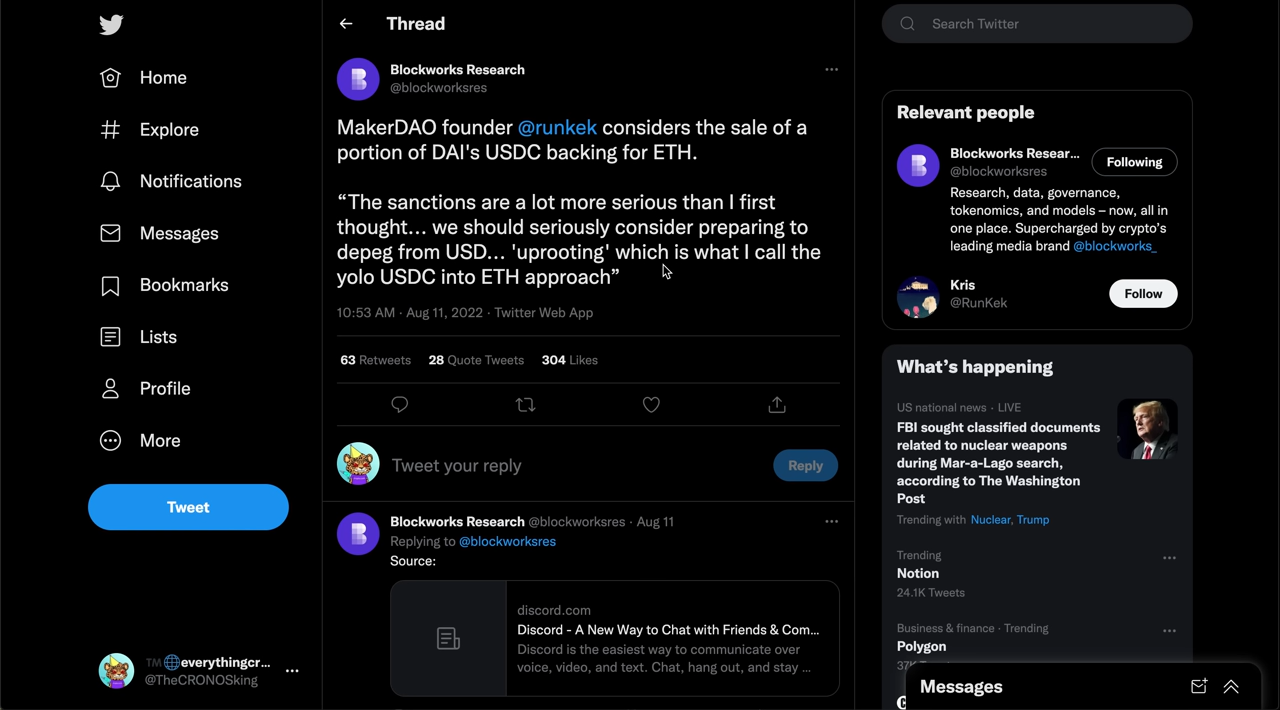 Home
Explore
Notifications
Messages
Bookmarks
Lists
Profile
More
Tweet
TM🌐everythingcr...
@TheCRONOSking
Thread
Blockworks Research
@blockworksres
MakerDAO founder @runkek considers the sale of a
portion of DAI's USDC backing for ETH.
“The sanctions are a lot more serious than I first
thought... we should seriously consider preparing to
depeg from USD... 'uprooting' which is what I call the
yolo USDC into ETH approach”
10:53 AM · Aug 11, 2022 · Twitter Web App
63 Retweets 28 Quote Tweets 304 Likes
Tweet your reply
Reply
Blockworks Research @blockworksres · Aug 11
Replying to @blockworksres
Source:
discord.com
Discord - A New Way to Chat with Friends & Com...
Discord is the easiest way to communicate over
voice, video, and text. Chat, hang out, and stay ...
Search Twitter
Relevant people
Blockworks Resear...
@blockworksres
Following
Research, data, governance,
tokenomics, and models – now, all in
one place. Supercharged by crypto's
leading media brand @blockworks_
Kris
@RunKek
Follow
What's happening
US national news · LIVE
FBI sought classified documents
related to nuclear weapons
during Mar-a-Lago search,
according to The Washington
Post
Trending with Nuclear, Trump
Trending
Notion
24.1K Tweets
Business & finance · Trending
Polygon
Messages